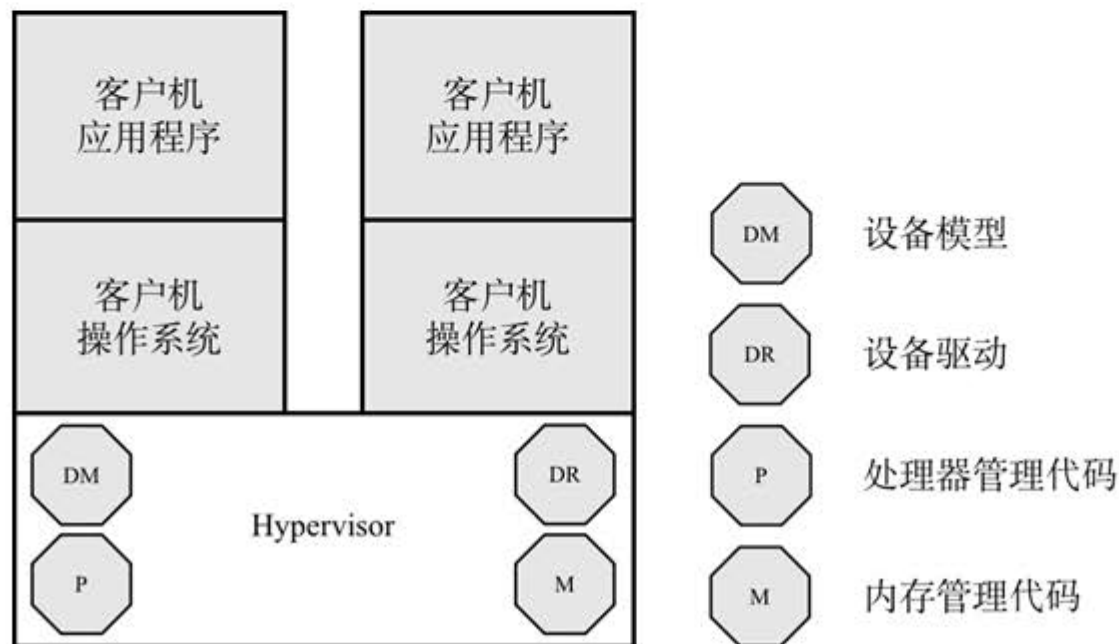 客户机
应用程序
客户机
应用程序
客户机
操作系统
客户机
操作系统
DM
DR
Hypervisor
P
M
DM
设备模型
DR
设备驱动
P
处理器管理代码
M
内存管理代码